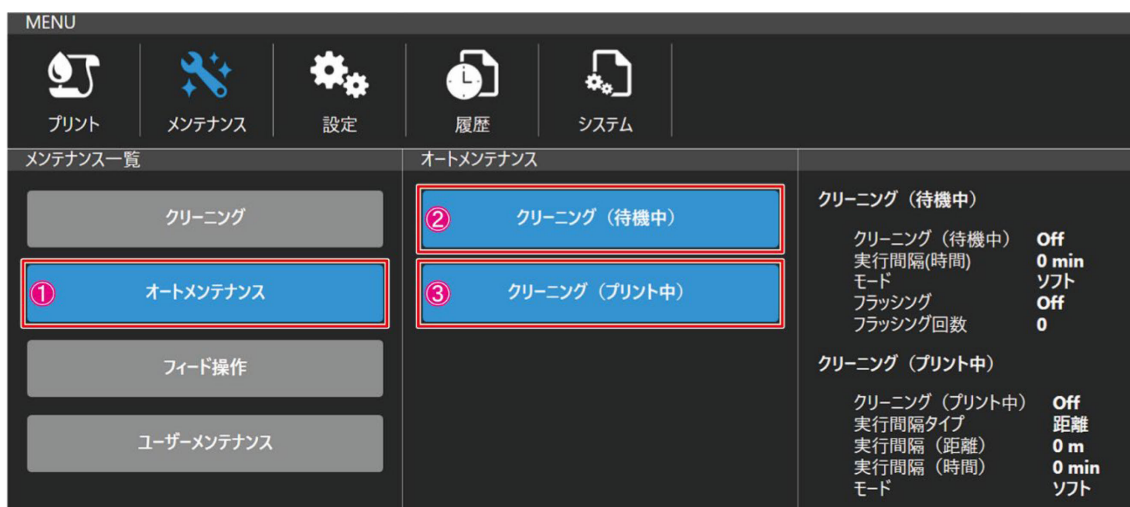 MENU
プリント
メンテナンス
設定
履歴
システム
メンテナンス一覧
クリーニング
① オートメンテナンス
フィード操作
ユーザーメンテナンス
オートメンテナンス
② クリーニング（待機中）
③ クリーニング（プリント中）
クリーニング（待機中）
クリーニング（待機中） Off
実行間隔(時間) 0 min
モード ソフト
フラッシング Off
フラッシング回数 0
クリーニング（プリント中）
クリーニング（プリント中） Off
実行間隔タイプ 距離
実行間隔（距離） 0 m
実行間隔（時間） 0 min
モード ソフト